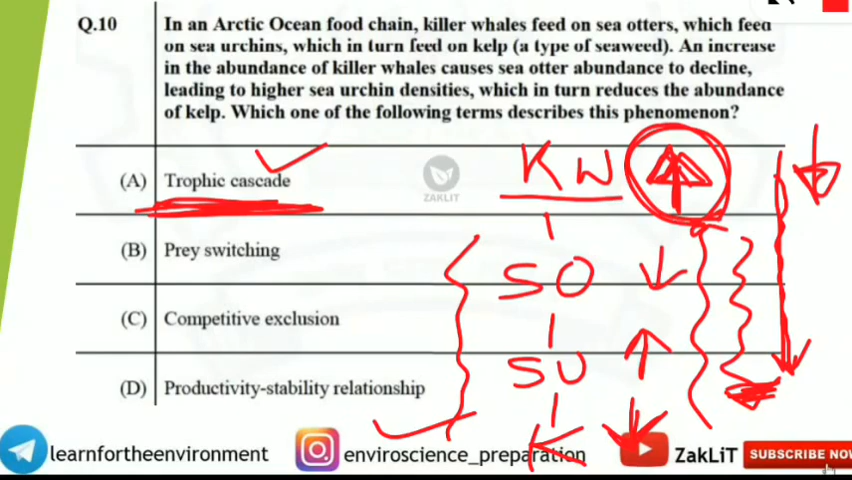 Q.10 In an Arctic Ocean food chain, killer whales feed on sea otters, which feed
on sea urchins, which in turn feed on kelp (a type of seaweed). An increase
in the abundance of killer whales causes sea otter abundance to decline,
leading to higher sea urchin densities, which in turn reduces the abundance
of kelp. Which one of the following terms describes this phenomenon?
(A) Trophic cascade
(B) Prey switching
(C) Competitive exclusion
(D) Productivity-stability relationship
ZAKLIT
KW
SO
SU
K
learnfortheenvironment
enviroscience_preparation
ZakLiT
SUBSCRIBE NOW